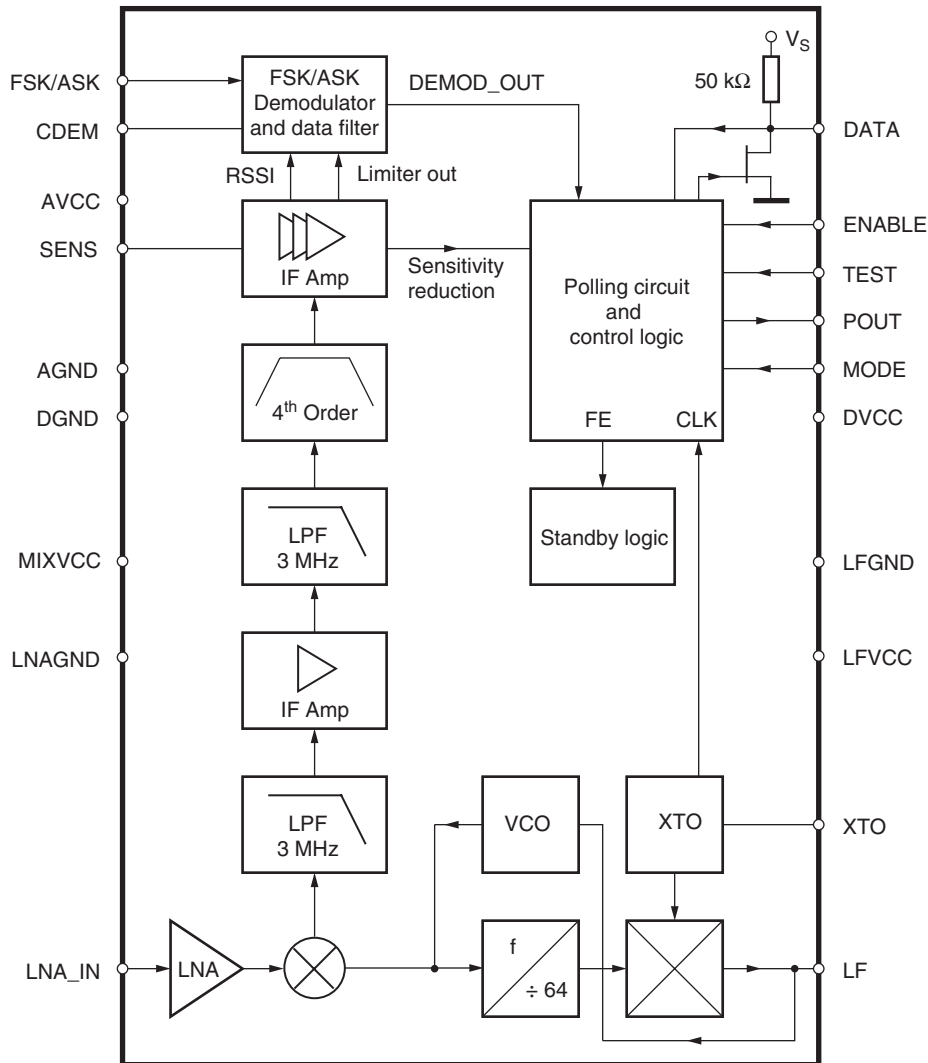 V_S
50 kΩ
FSK/ASK
FSK/ASK
Demodulator
and data filter
DEMOD_OUT
CDEM
DATA
RSSI
Limiter out
AVCC
SENS
IF Amp
Sensitivity
reduction
Polling circuit
and
control logic
FE
CLK
ENABLE
TEST
POUT
MODE
AGND
4th Order
DGND
DVCC
LPF
3 MHz
Standby logic
MIXVCC
LFGND
LNAGND
IF Amp
LFVCC
LPF
3 MHz
VCO
XTO
XTO
LNA_IN
LNA
f
÷ 64
LF